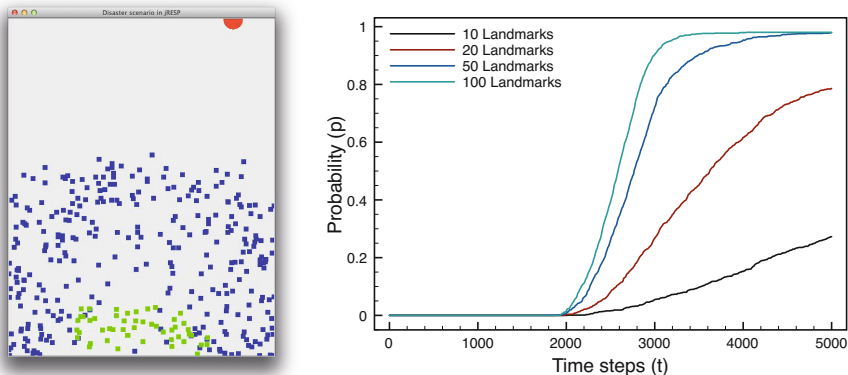 Disaster scenario in jRESP
10 Landmarks
20 Landmarks
50 Landmarks
100 Landmarks
Probability (p)
1
0.8
0.6
0.4
0.2
0
0 1000 2000 3000 4000 5000
Time steps (t)